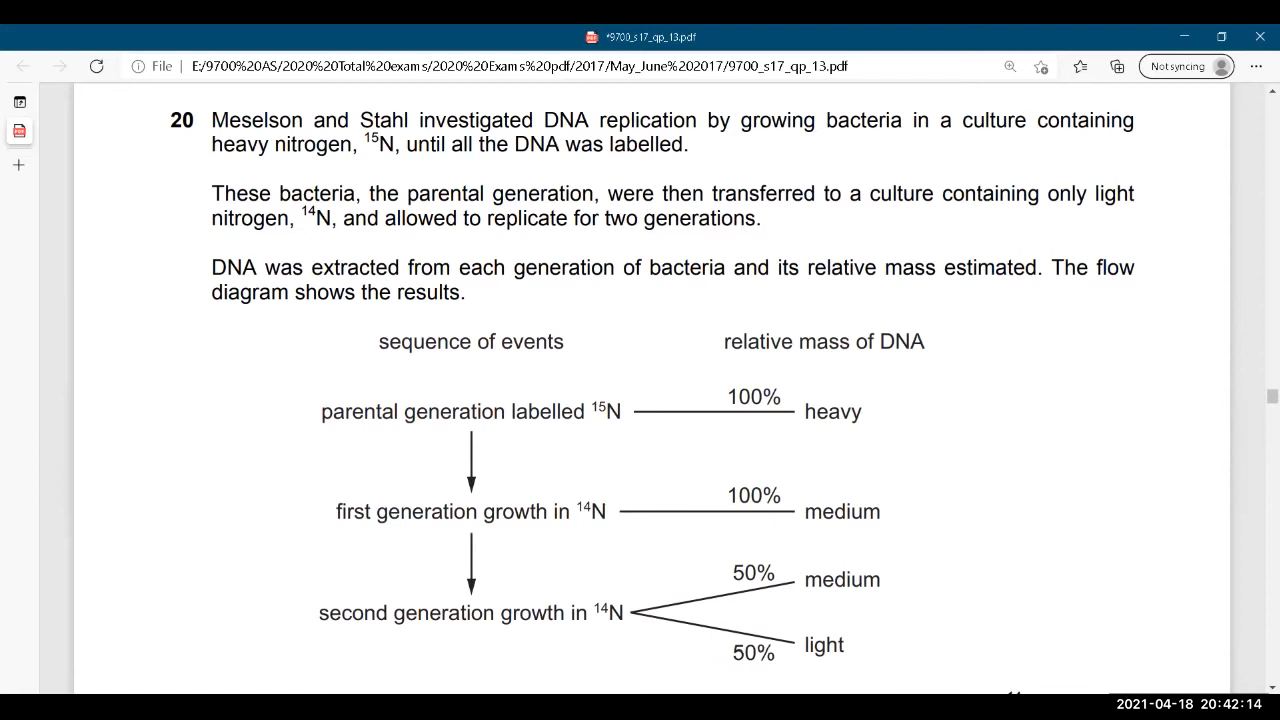 *9700_s17_qp_13.pdf
File | E:/9700%20AS/2020%20Total%20exams/2020%20Exams%20pdf/2017/May_June%202017/9700_s17_qp_13.pdf
Not syncing
20 Meselson and Stahl investigated DNA replication by growing bacteria in a culture containing
heavy nitrogen, ¹⁵N, until all the DNA was labelled.
These bacteria, the parental generation, were then transferred to a culture containing only light
nitrogen, ¹⁴N, and allowed to replicate for two generations.
DNA was extracted from each generation of bacteria and its relative mass estimated. The flow
diagram shows the results.
sequence of events relative mass of DNA
parental generation labelled ¹⁵N 100% heavy
first generation growth in ¹⁴N 100% medium
50% medium
second generation growth in ¹⁴N
50% light
2021-04-18 20:42:14